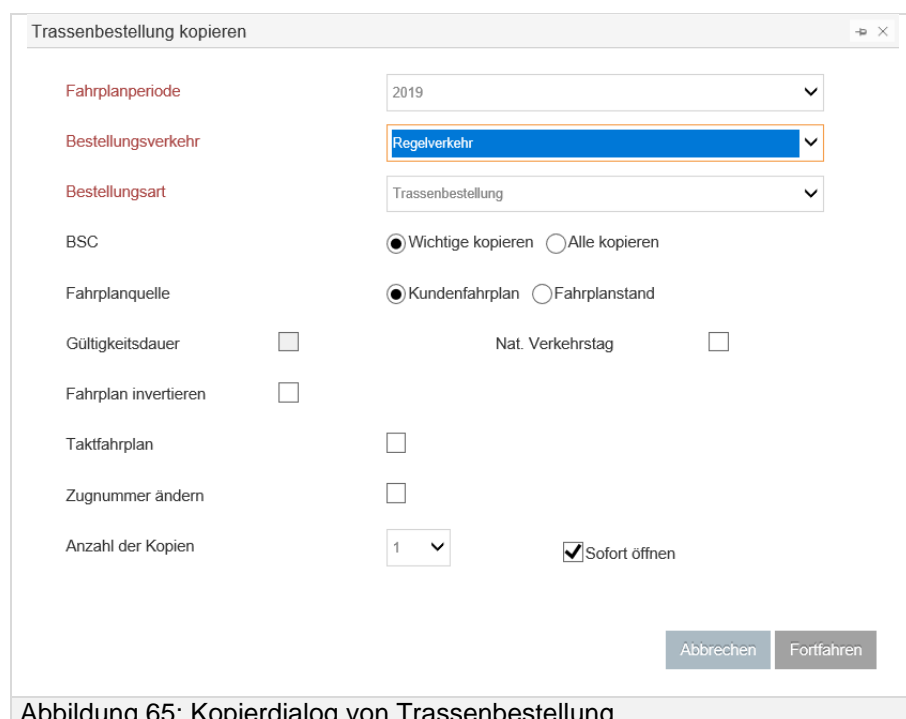 Trassenbestellung kopieren
Fahrplanperiode 2019
Bestellungsverkehr Regelverkehr
Bestellungsart Trassenbestellung
BSC Wichtige kopieren Alle kopieren
Fahrplanquelle Kundenfahrplan Fahrplanstand
Gültigkeitsdauer Nat. Verkehrstag
Fahrplan invertieren
Taktfahrplan
Zugnummer ändern
Anzahl der Kopien 1 Sofort öffnen
Abbrechen Fortfahren
Abbildung 65: Kopierdialog von Trassenbestellung